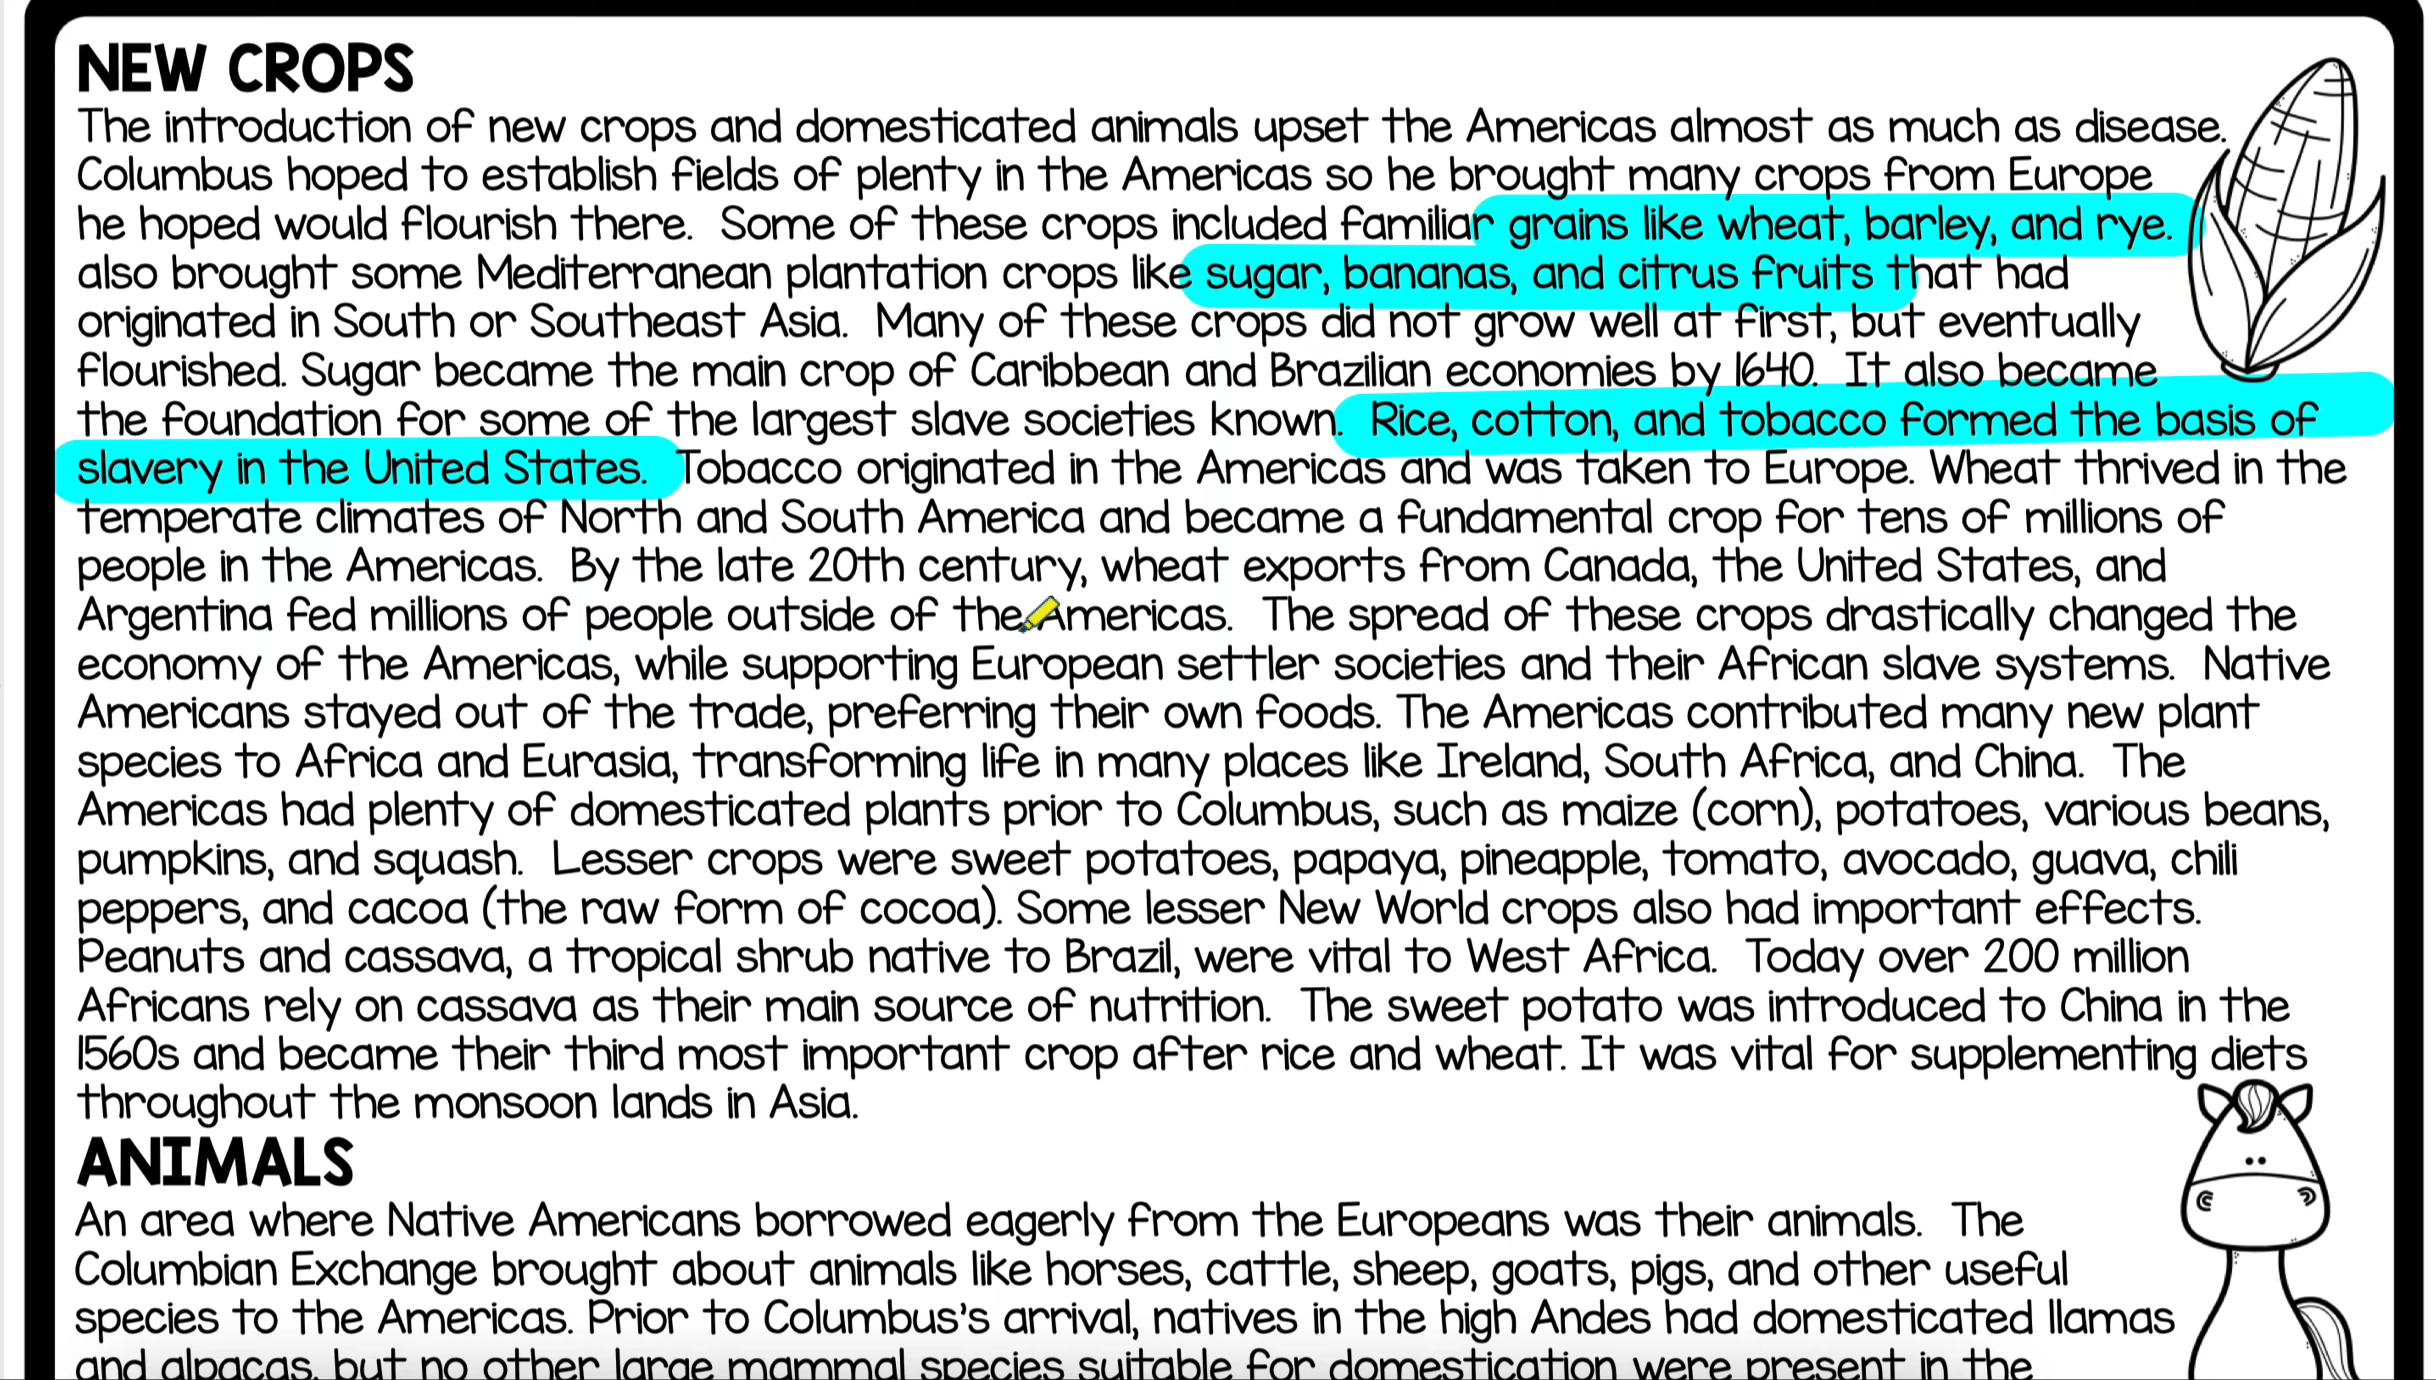 NEW CROPS
The introduction of new crops and domesticated animals upset the Americas almost as much as disease.
Columbus hoped to establish fields of plenty in the Americas so he brought many crops from Europe
he hoped would flourish there. Some of these crops included familiar grains like wheat, barley, and rye.
also brought some Mediterranean plantation crops like sugar, bananas, and citrus fruits that had
originated in South or Southeast Asia. Many of these crops did not grow well at first, but eventually
flourished. Sugar became the main crop of Caribbean and Brazilian economies by 1640. It also became
the foundation for some of the largest slave societies known. Rice, cotton, and tobacco formed the basis of
slavery in the United States. Tobacco originated in the Americas and was taken to Europe. Wheat thrived in the
temperate climates of North and South America and became a fundamental crop for tens of millions of
people in the Americas. By the late 20th century, wheat exports from Canada, the United States, and
Argentina fed millions of people outside of the Americas. The spread of these crops drastically changed the
economy of the Americas, while supporting European settler societies and their African slave systems. Native
Americans stayed out of the trade, preferring their own foods. The Americas contributed many new plant
species to Africa and Eurasia, transforming life in many places like Ireland, South Africa, and China. The
Americas had plenty of domesticated plants prior to Columbus, such as maize (corn), potatoes, various beans,
pumpkins, and squash. Lesser crops were sweet potatoes, papaya, pineapple, tomato, avocado, guava, chili
peppers, and cacoa (the raw form of cocoa). Some lesser New World crops also had important effects.
Peanuts and cassava, a tropical shrub native to Brazil, were vital to West Africa. Today over 200 million
Africans rely on cassava as their main source of nutrition. The sweet potato was introduced to China in the
1560s and became their third most important crop after rice and wheat. It was vital for supplementing diets
throughout the monsoon lands in Asia.
ANIMALS
An area where Native Americans borrowed eagerly from the Europeans was their animals. The
Columbian Exchange brought about animals like horses, cattle, sheep, goats, pigs, and other useful
species to the Americas. Prior to Columbus's arrival, natives in the high Andes had domesticated llamas
and alpacas, but no other large mammal species suitable for domestication were present in the